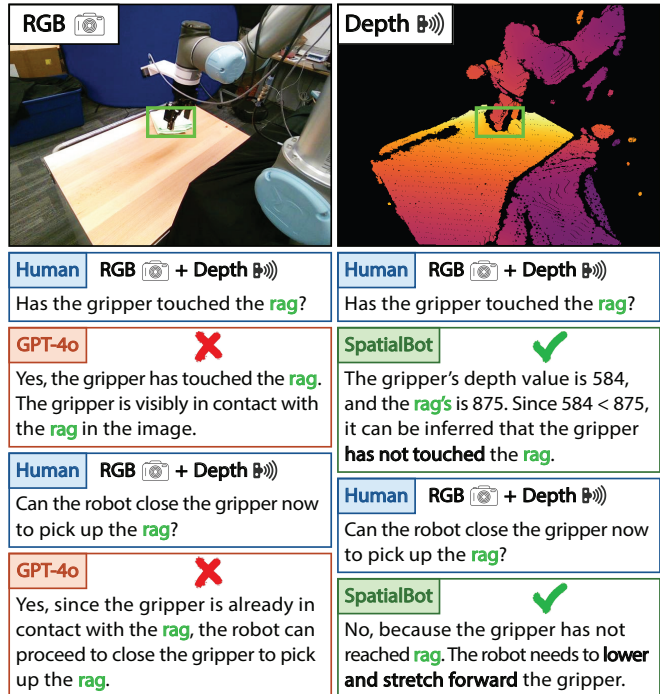 RGB
Depth
Human RGB + Depth
Has the gripper touched the rag?
GPT-4o
Yes, the gripper has touched the rag.
The gripper is visibly in contact with
the rag in the image.
Human RGB + Depth
Can the robot close the gripper now
to pick up the rag?
GPT-4o
Yes, since the gripper is already in
contact with the rag, the robot can
proceed to close the gripper to pick
up the rag.
Human RGB + Depth
Has the gripper touched the rag?
SpatialBot
The gripper's depth value is 584,
and the rag's is 875. Since 584 < 875,
it can be inferred that the gripper
has not touched the rag.
Human RGB + Depth
Can the robot close the gripper now
to pick up the rag?
SpatialBot
No, because the gripper has not
reached rag. The robot needs to lower
and stretch forward the gripper.